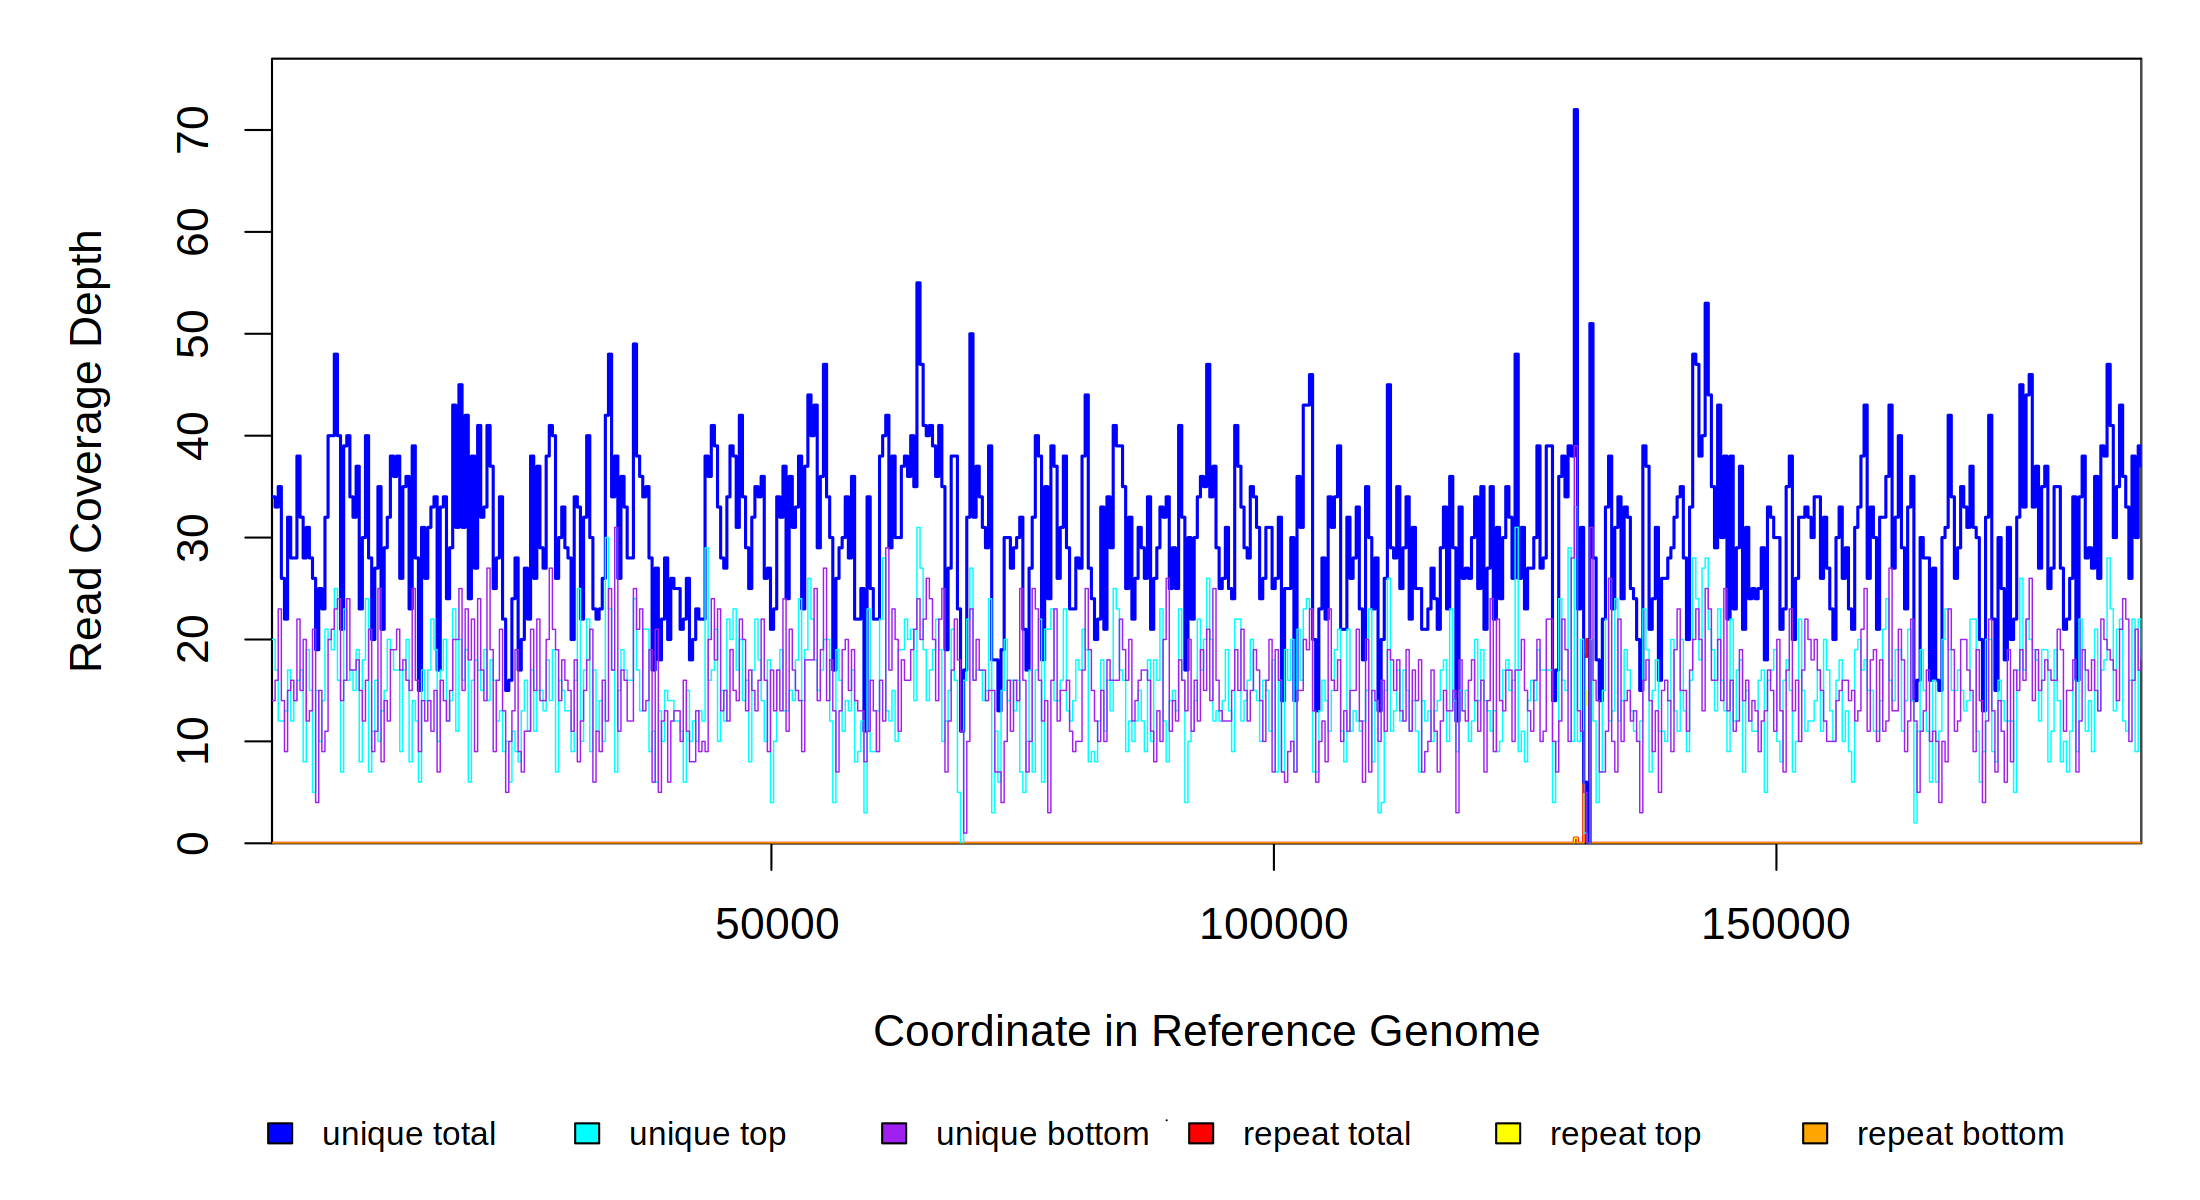 70
60
50
40
30
20
10
0
Read Coverage Depth
50000 100000 150000
Coordinate in Reference Genome
unique total unique top unique bottom repeat total repeat top repeat bottom